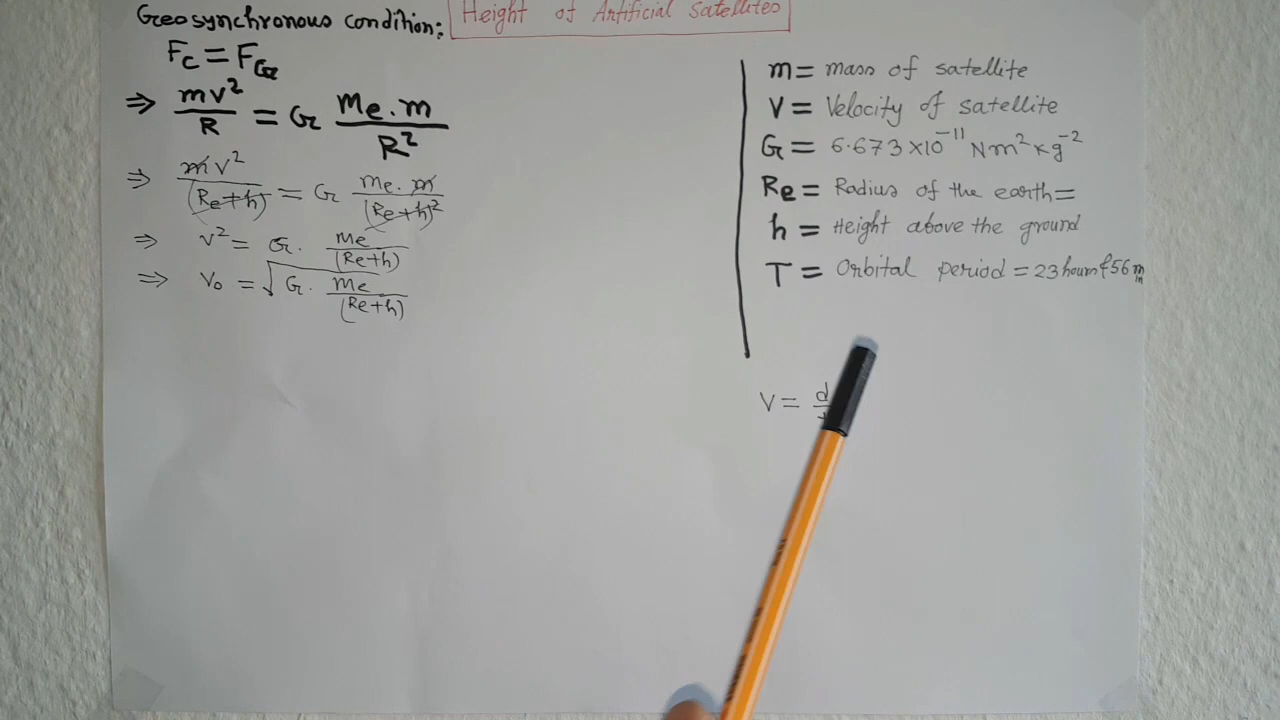 Height of Artificial Satellites
Geosynchronous condition:
Fc = FG
⇒ mv²/R = G Me.m/R²
⇒ mv²/(Re+h) = G Me.m/(Re+h)²
⇒ v² = G. Me/(Re+h)
⇒ Vo = √G. Me/(Re+h)
m = mass of satellite
V = Velocity of satellite
G = 6.673×10⁻¹¹ Nm²kg⁻²
Re = Radius of the earth =
h = Height above the ground
T = Orbital period = 23 hours & 56 min
V = d